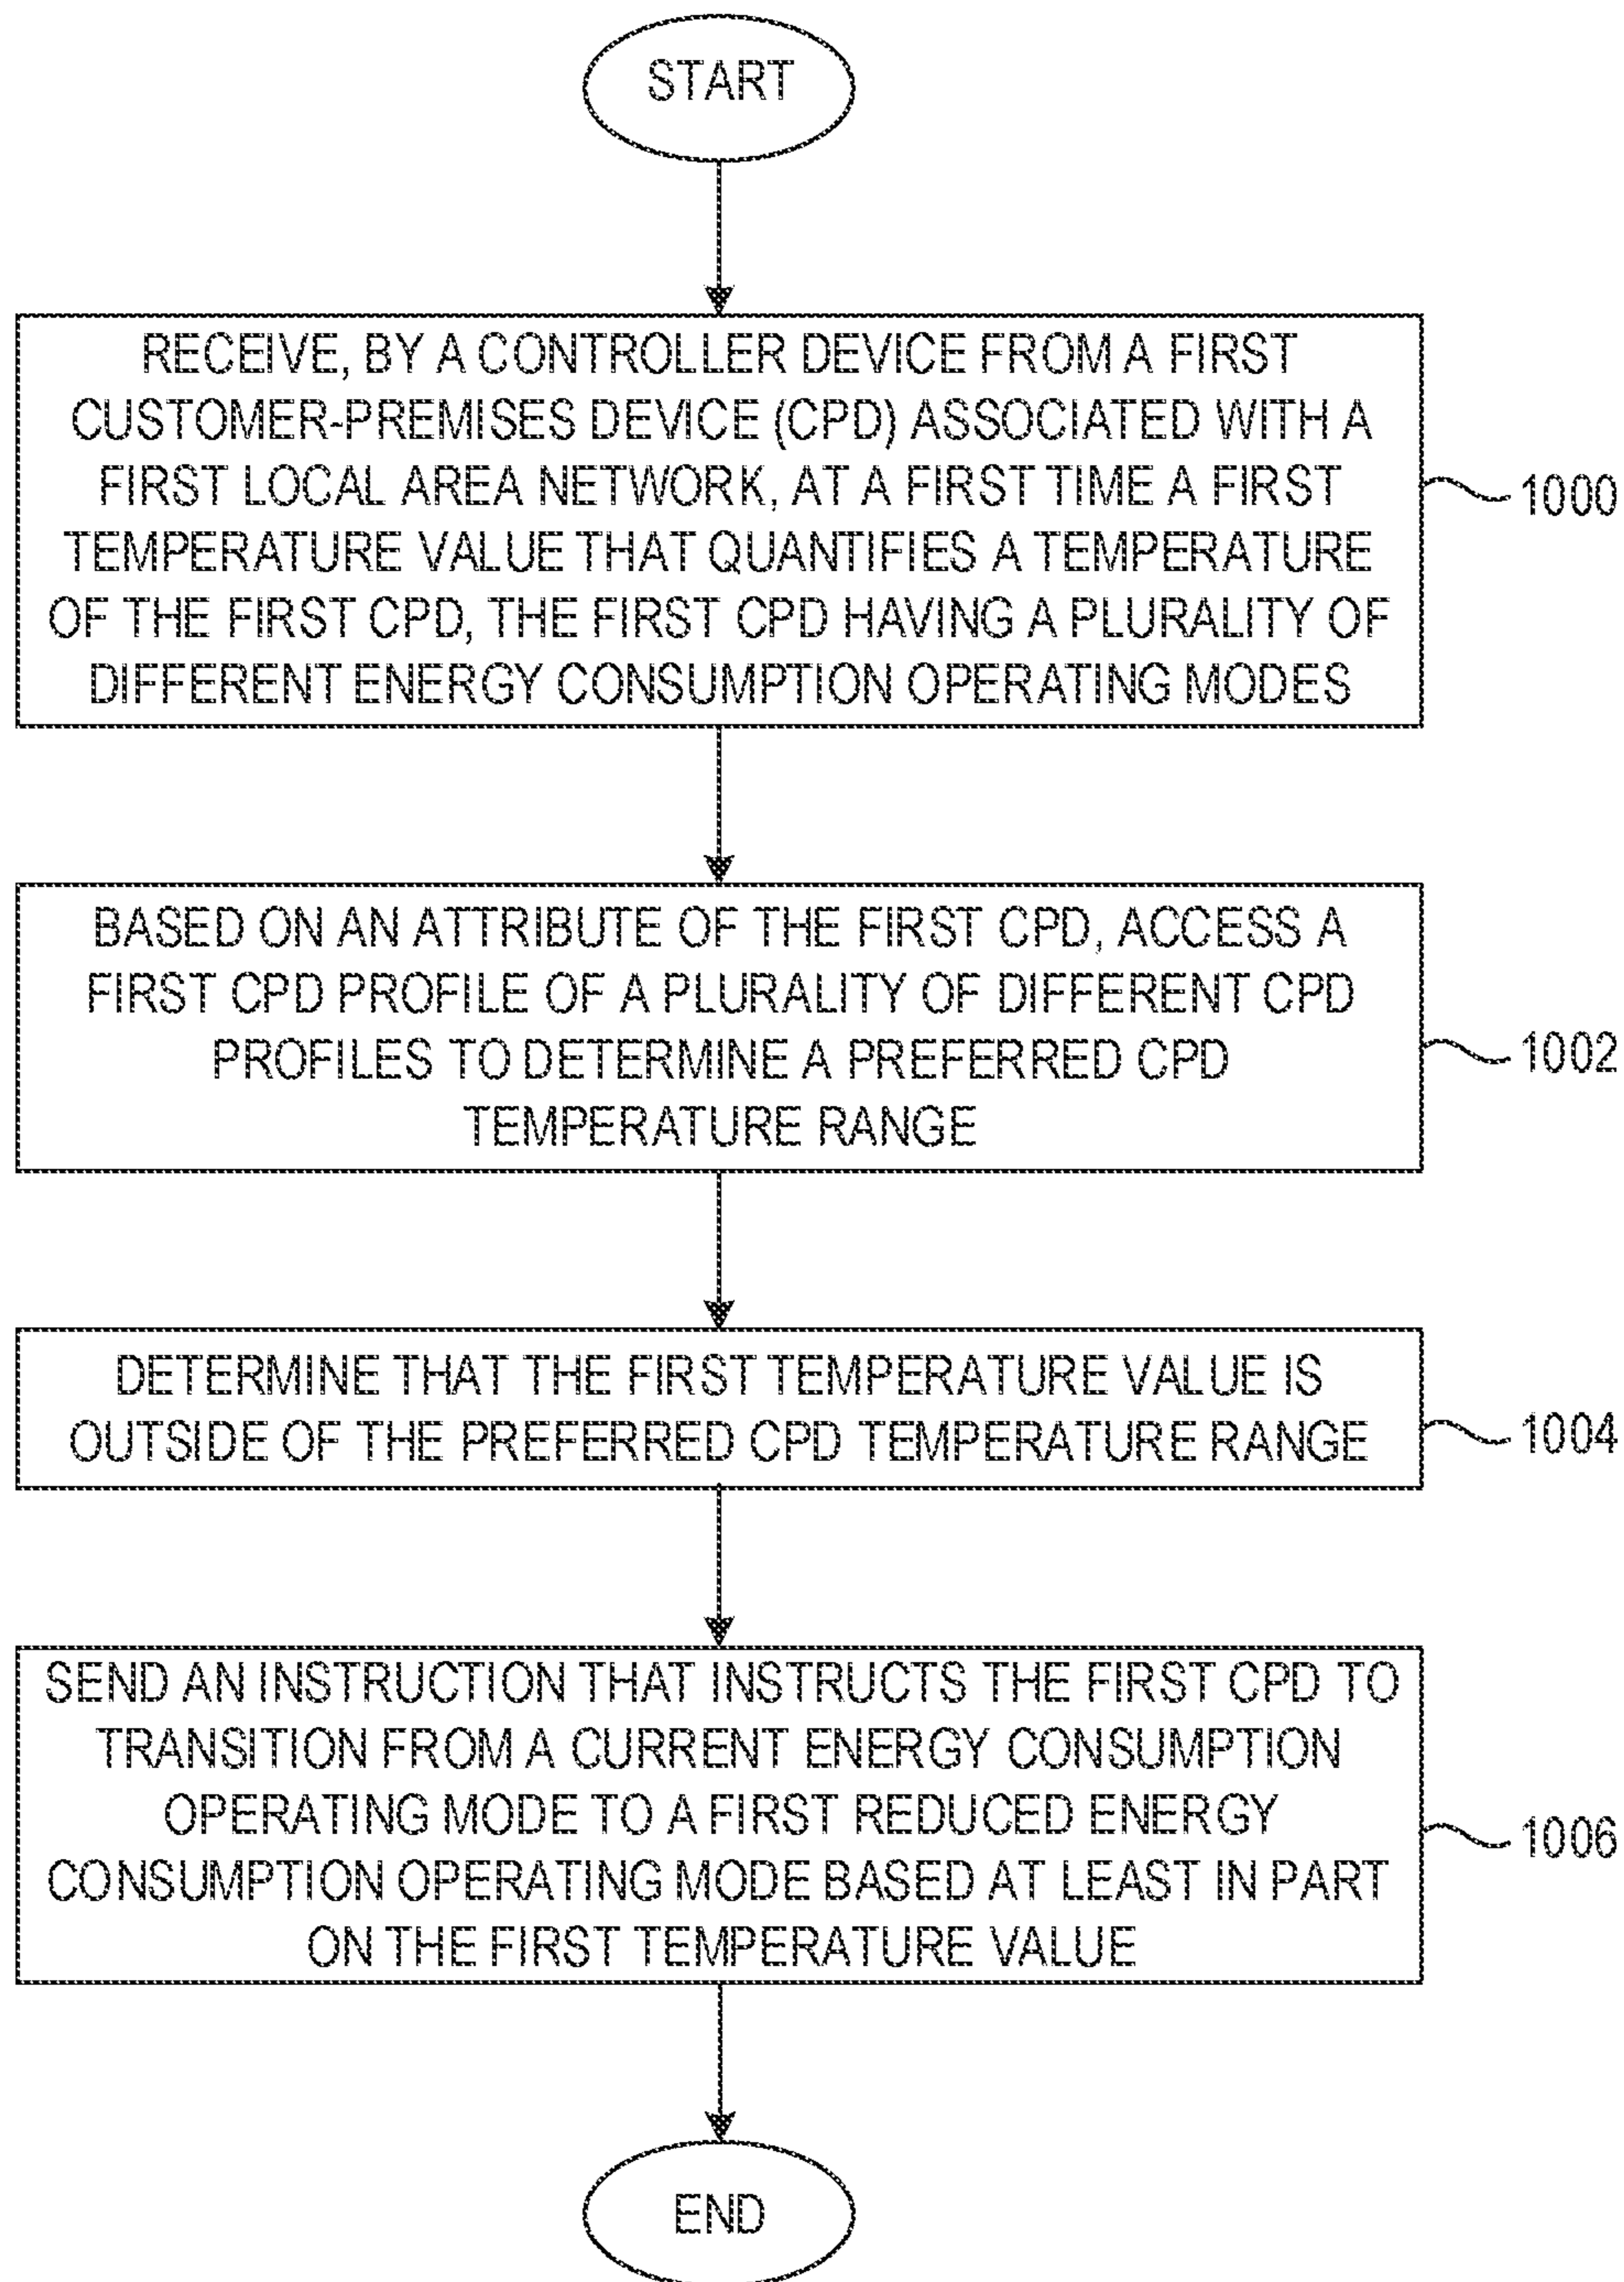 START
RECEIVE, BY A CONTROLLER DEVICE FROM A FIRST
CUSTOMER-PREMISES DEVICE (CPD) ASSOCIATED WITH A
FIRST LOCAL AREA NETWORK, AT A FIRST TIME A FIRST
TEMPERATURE VALUE THAT QUANTIFIES A TEMPERATURE
OF THE FIRST CPD, THE FIRST CPD HAVING A PLURALITY OF
DIFFERENT ENERGY CONSUMPTION OPERATING MODES
1000
BASED ON AN ATTRIBUTE OF THE FIRST CPD, ACCESS A
FIRST CPD PROFILE OF A PLURALITY OF DIFFERENT CPD
PROFILES TO DETERMINE A PREFERRED CPD
TEMPERATURE RANGE
1002
DETERMINE THAT THE FIRST TEMPERATURE VALUE IS
OUTSIDE OF THE PREFERRED CPD TEMPERATURE RANGE
1004
SEND AN INSTRUCTION THAT INSTRUCTS THE FIRST CPD TO
TRANSITION FROM A CURRENT ENERGY CONSUMPTION
OPERATING MODE TO A FIRST REDUCED ENERGY
CONSUMPTION OPERATING MODE BASED AT LEAST IN PART
ON THE FIRST TEMPERATURE VALUE
1006
END